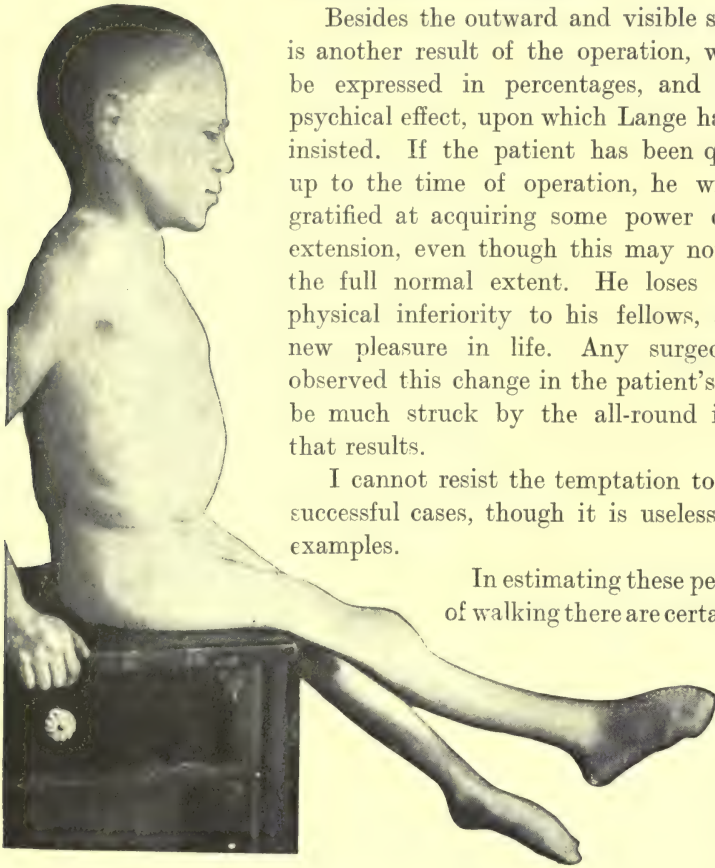 Besides the outward and visible s
is another result of the operation, w
be expressed in percentages, and
psychical effect, upon which Lange ha
insisted. If the patient has been q
up to the time of operation, he w
gratified at acquiring some power
extension, even though this may no
the full normal extent. He loses
physical inferiority to his fellows,
new pleasure in life. Any surge
observed this change in the patient's
be much struck by the all-round i
that results.
I cannot resist the temptation to
successful cases, though it is useless
examples.
In estimating these pe
of walking there are certa